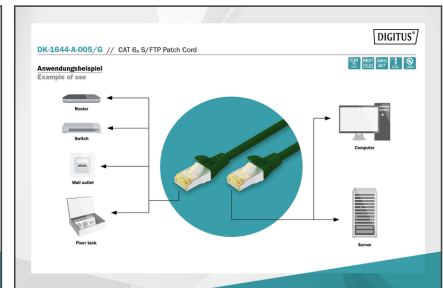 DIGITUS®
DK-1644-A-005/G // CAT 6A S/FTP Patch Cord
Anwendungsbeispiel
Example of use
Router
Switch
Wall outlet
Floor tank
Computer
Server